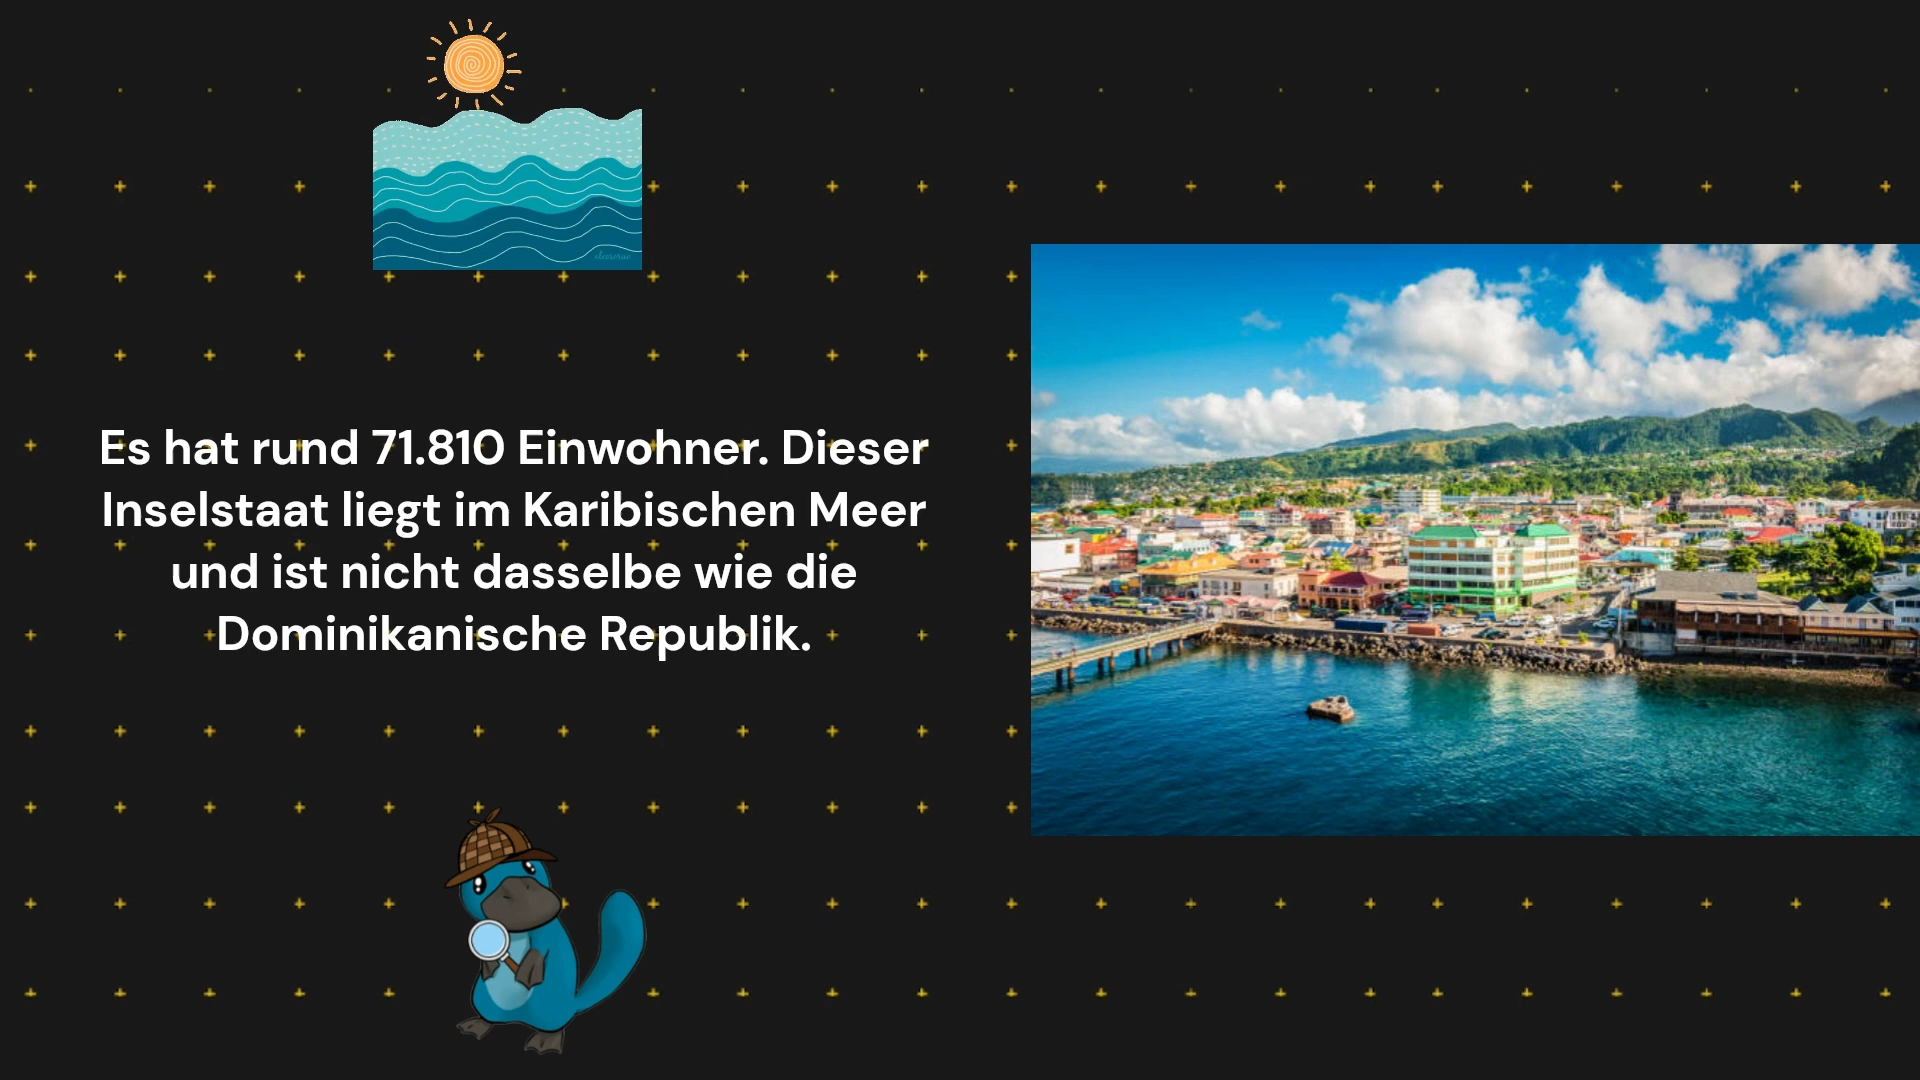 Es hat rund 71.810 Einwohner. Dieser
Inselstaat liegt im Karibischen Meer
und ist nicht dasselbe wie die
Dominikanische Republik.